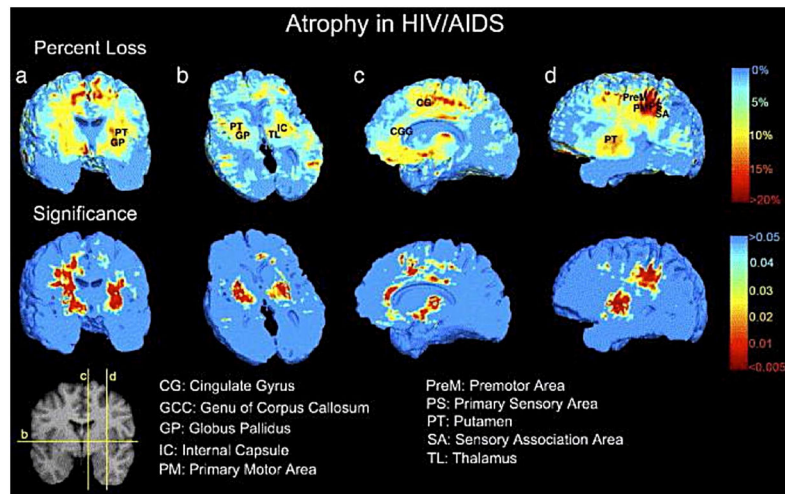 Atrophy in HIV/AIDS
Percent Loss
a
b
c
d
PT
GP
PT
GP
TL
IC
CG
CGG
PreM
PM
SA
PT
0%
5%
10%
15%
>20%
Significance
>0.05
0.04
0.03
0.02
0.01
<0.005
c
d
b
CG: Cingulate Gyrus
GCC: Genu of Corpus Callosum
GP: Globus Pallidus
IC: Internal Capsule
PM: Primary Motor Area
PreM: Premotor Area
PS: Primary Sensory Area
PT: Putamen
SA: Sensory Association Area
TL: Thalamus